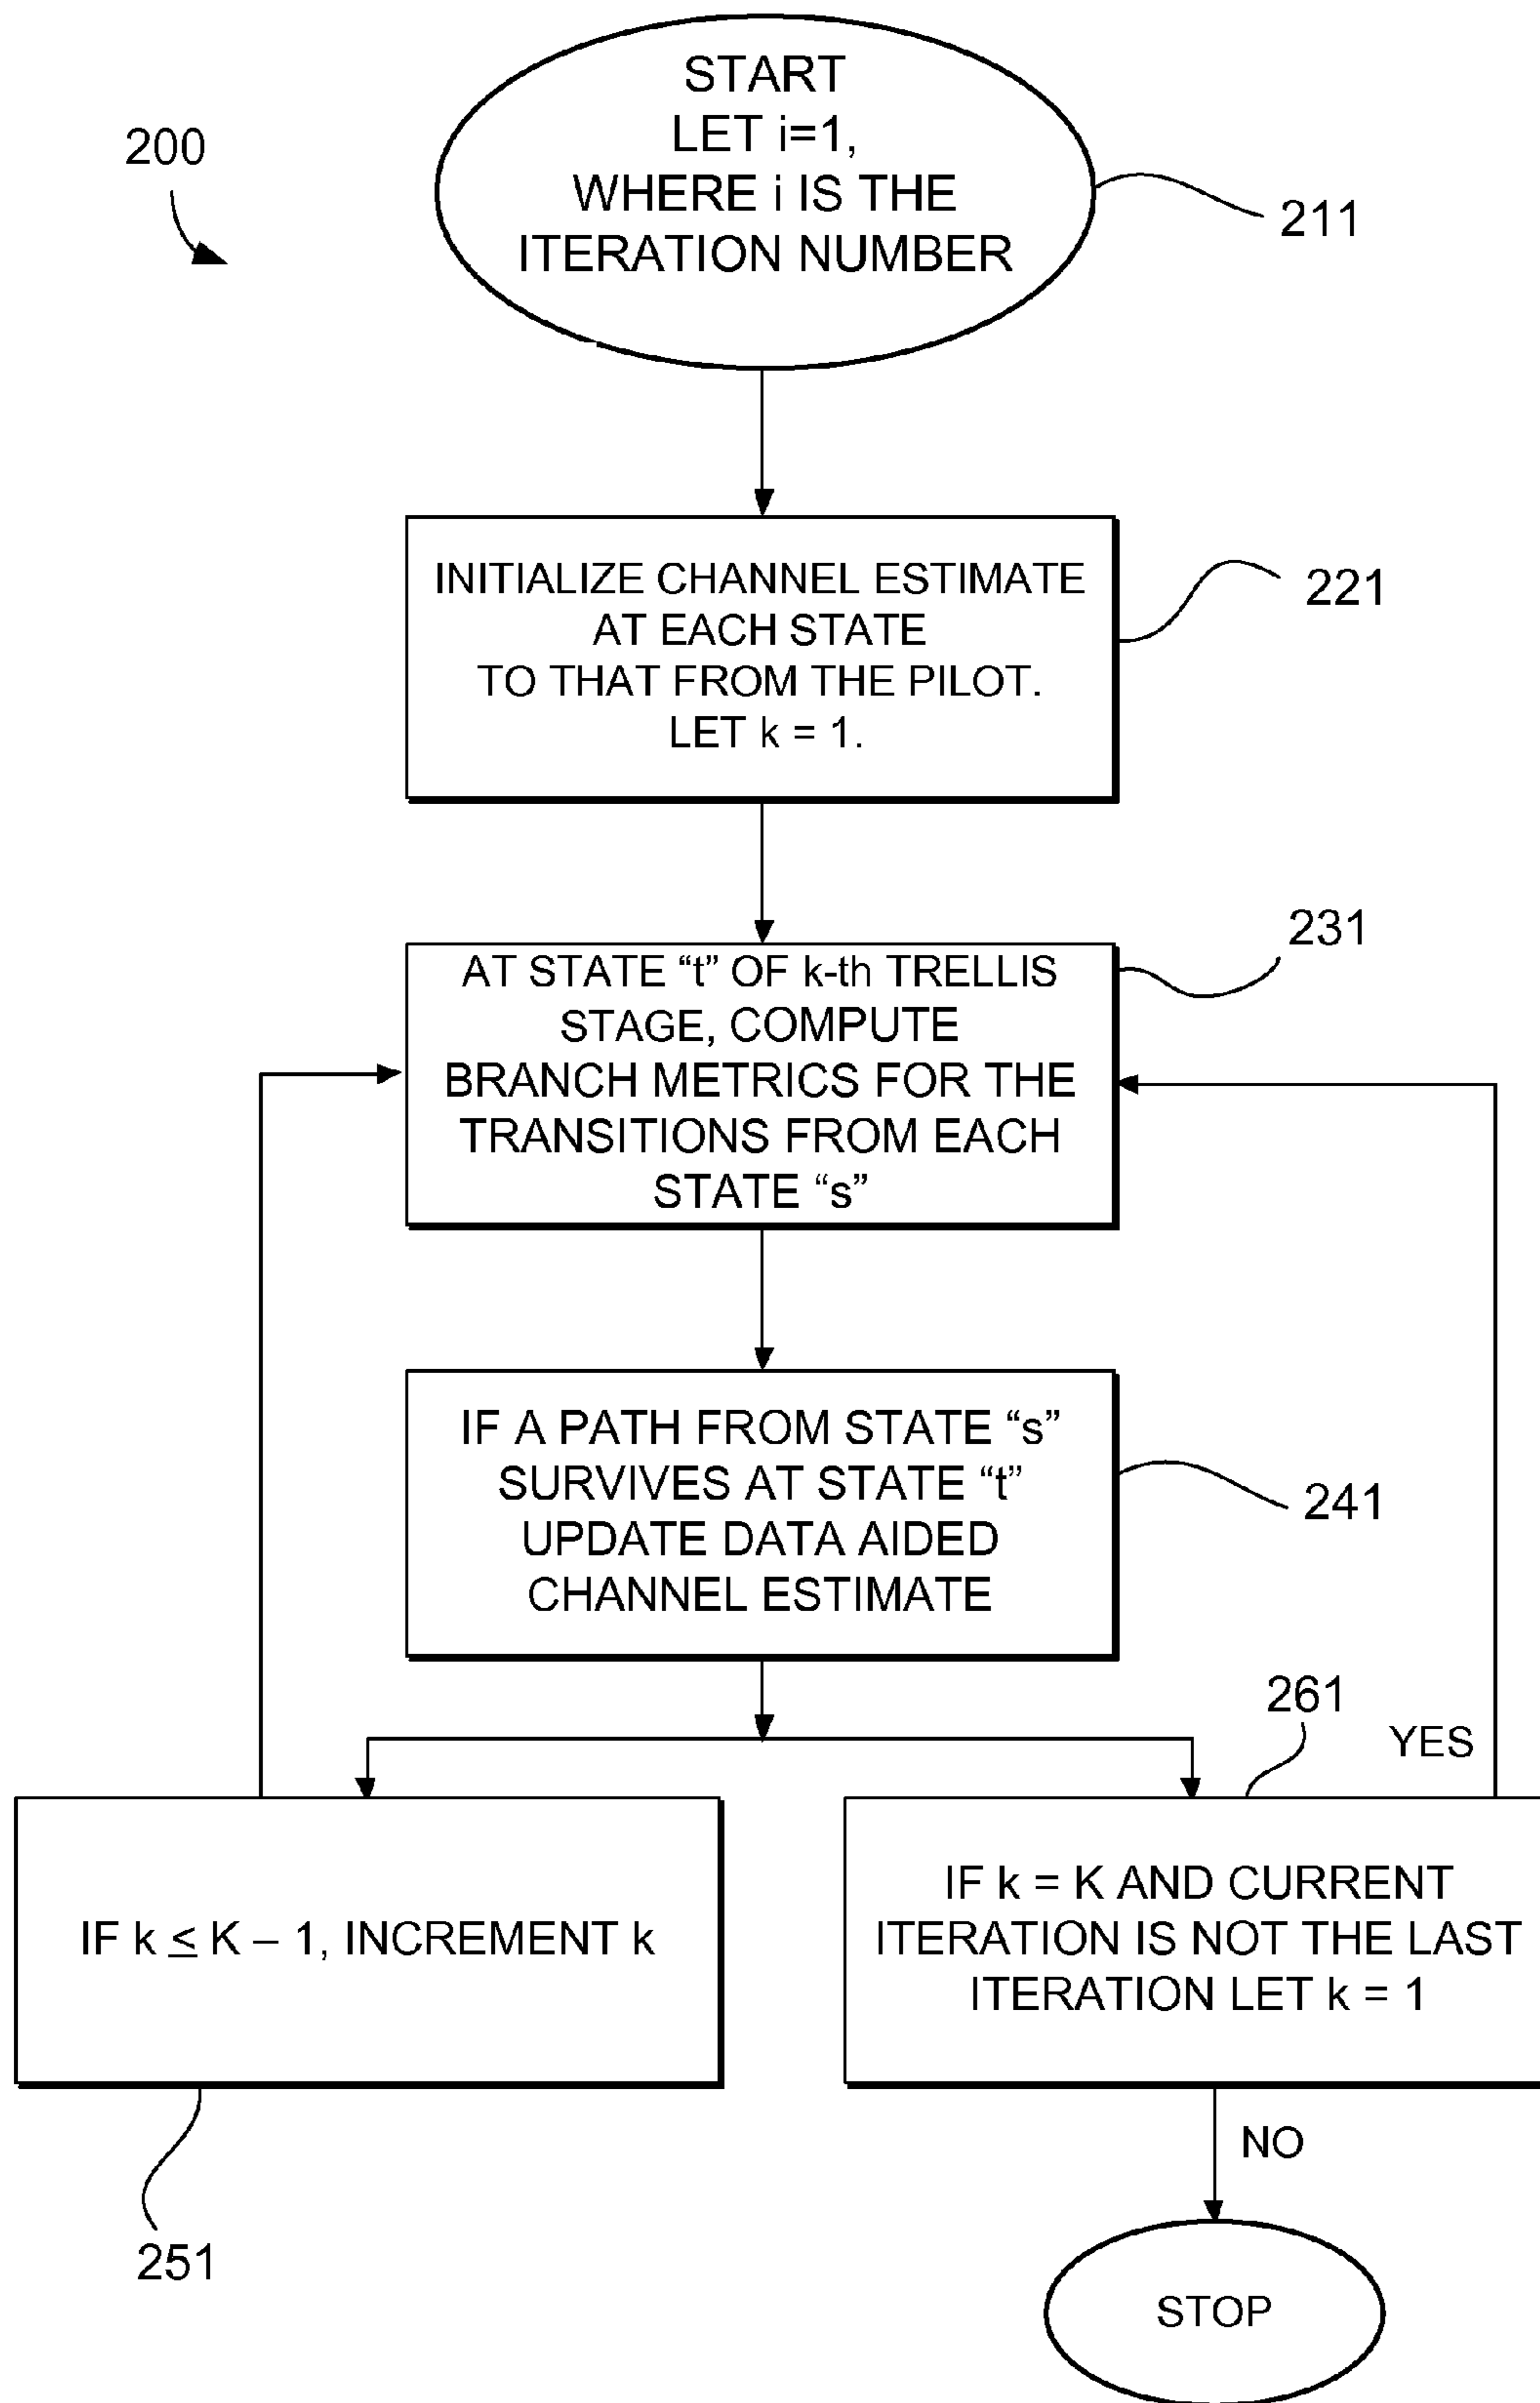 START
LET i=1,
WHERE i IS THE
ITERATION NUMBER
200
211
INITIALIZE CHANNEL ESTIMATE
AT EACH STATE
TO THAT FROM THE PILOT.
LET k = 1.
221
231
AT STATE “t” OF k-th TRELLIS
STAGE, COMPUTE
BRANCH METRICS FOR THE
TRANSITIONS FROM EACH
STATE “s”
IF A PATH FROM STATE “s”
SURVIVES AT STATE “t”
UPDATE DATA AIDED
CHANNEL ESTIMATE
241
261
YES
IF k ≤ K – 1, INCREMENT k
IF k = K AND CURRENT
ITERATION IS NOT THE LAST
ITERATION LET k = 1
NO
251
STOP